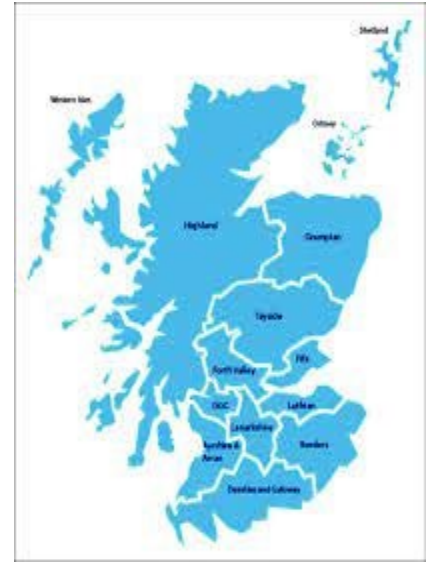 Shetland
Western Isles
Orkney
Highland
Grampian
Tayside
Fife
Forth Valley
GGC
Lothian
Lanarkshire
Ayrshire &
Arran
Borders
Dumfries and Galloway